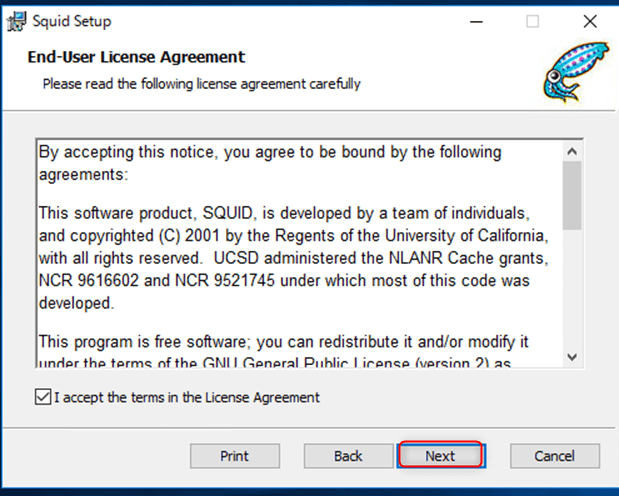 Squid Setup
End-User License Agreement
Please read the following license agreement carefully
By accepting this notice, you agree to be bound by the following
agreements:
This software product, SQUID, is developed by a team of individuals,
and copyrighted (C) 2001 by the Regents of the University of California,
with all rights reserved.  UCSD administered the NLANR Cache grants,
NCR 9616602 and NCR 9521745 under which most of this code was
developed.
This program is free software; you can redistribute it and/or modify it
under the terms of the GNU General Public License (version 2) as
I accept the terms in the License Agreement
Print Back Next Cancel